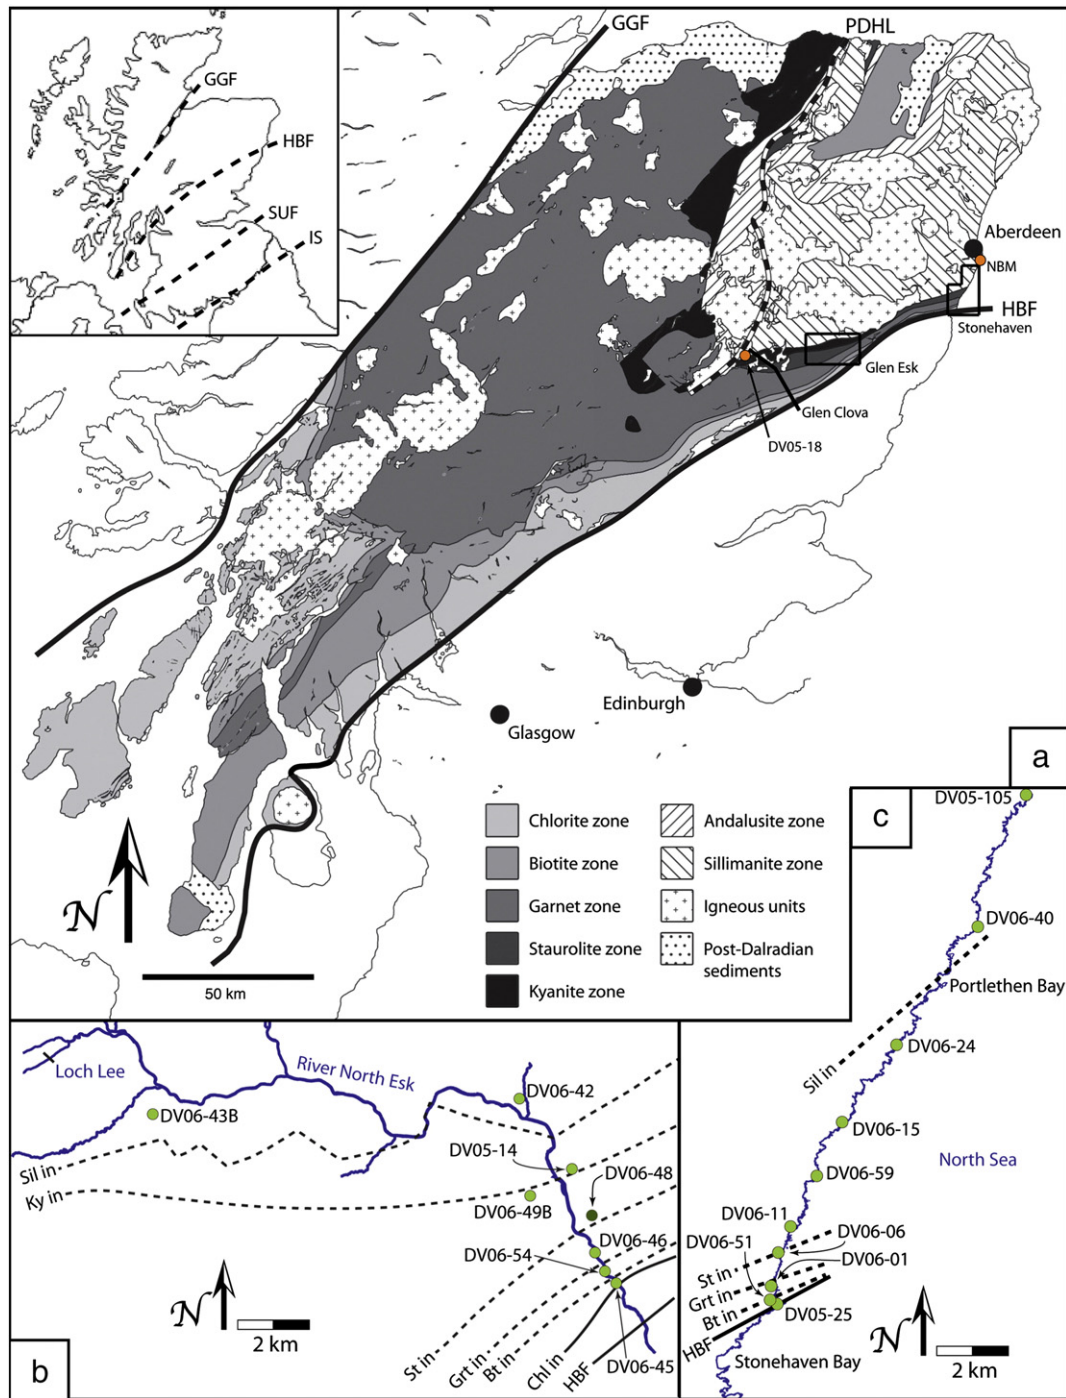 GGF
HBF
SUF
IS
GGF
PDHL
Aberdeen
NBM
HBF
Stonehaven
Glen Esk
Glen Clova
DV05-18
Edinburgh
Glasgow
N
50 km
Chlorite zone
Biotite zone
Garnet zone
Staurolite zone
Kyanite zone
Andalusite zone
Sillimanite zone
Igneous units
Post-Dalradian
sediments
a
Loch Lee
River North Esk
DV06-43B
DV06-42
DV05-14
DV06-48
DV06-49B
DV06-46
DV06-54
DV06-45
Sil in
Ky in
St in
Grt in
Bt in
Chl in
HBF
N
2 km
b
c
DV05-105
DV06-40
Portlethen Bay
DV06-24
Sil in
DV06-15
North Sea
DV06-59
DV06-11
DV06-06
DV06-51
DV06-01
St in
Grt in
Bt in
DV05-25
HBF
Stonehaven Bay
N
2 km